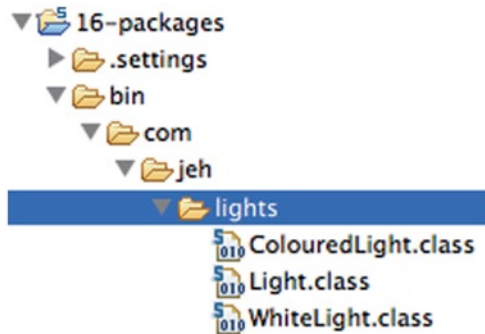 16-packages
.settings
bin
com
jeh
lights
ColouredLight.class
Light.class
WhiteLight.class